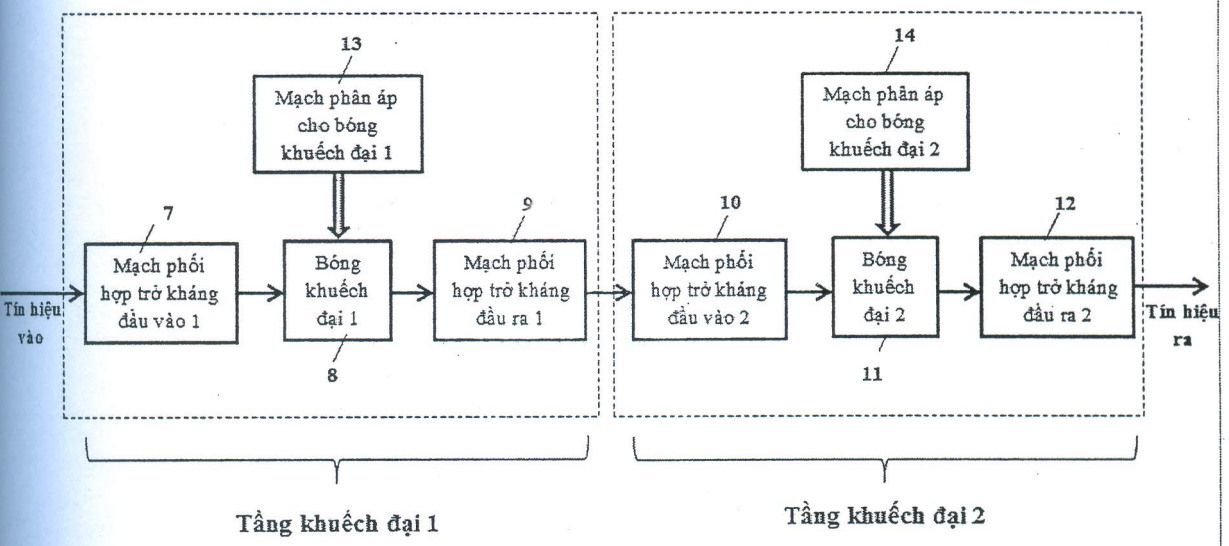 13
Mạch phân áp
cho bóng
khuếch đại 1
14
Mạch phân áp
cho bóng
khuếch đại 2
7
Mạch phối
hợp trở kháng
đầu vào 1
Bóng
khuếch
đại 1
8
9
Mạch phối
hợp trở kháng
đầu ra 1
10
Mạch phối
hợp trở kháng
đầu vào 2
Bóng
khuếch
đại 2
11
12
Mạch phối
hợp trở kháng
đầu ra 2
Tín hiệu
vào
Tín hiệu
ra
Tầng khuếch đại 1
Tầng khuếch đại 2